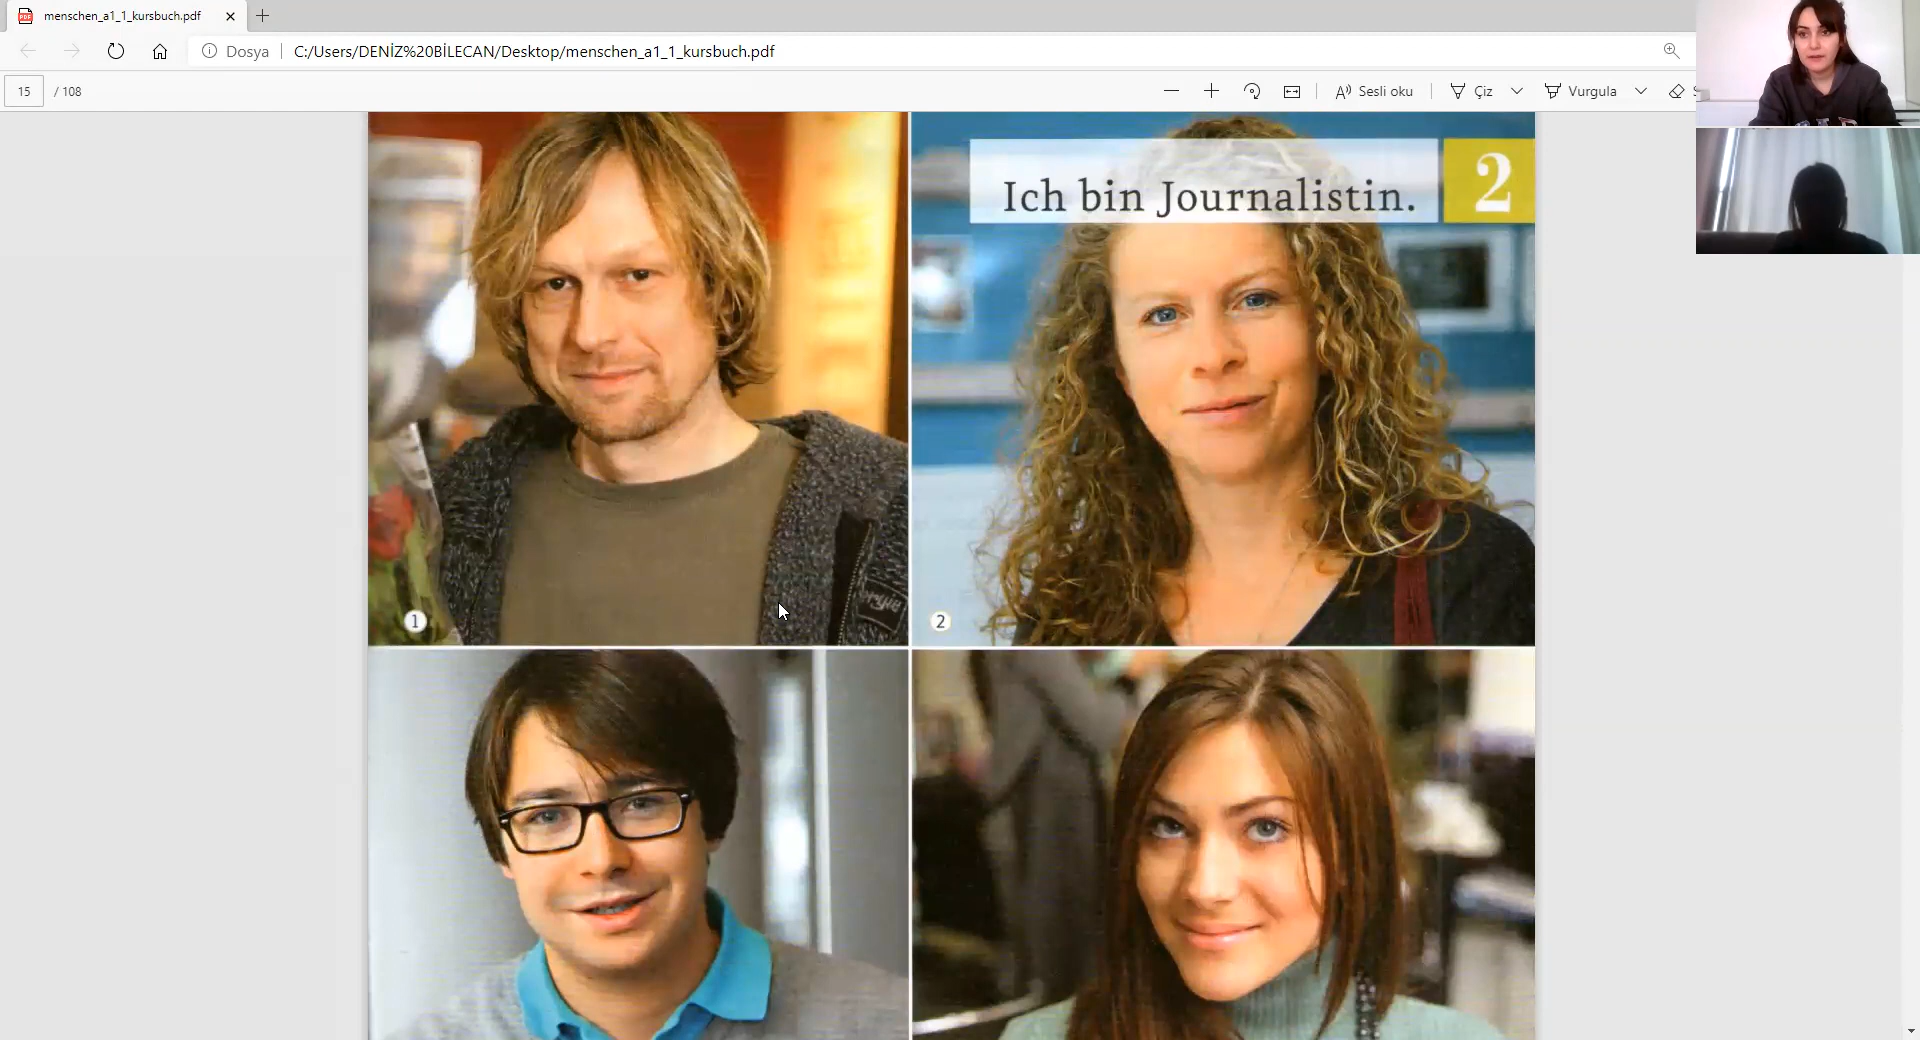 menschen_a1_1_kursbuch.pdf
Dosya
C:/Users/DENİZ%20BİLECAN/Desktop/menschen_a1_1_kursbuch.pdf
15 / 108
Sesli oku
Çiz
Vurgula
Ich bin Journalistin. 2
1
2